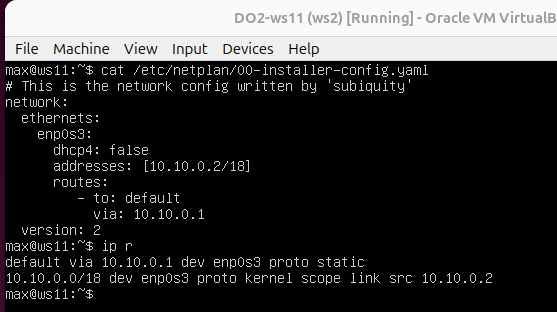 DO2-ws11 (ws2) [Running] - Oracle VM VirtualB
File Machine View Input Devices Help
max@ws11:~$ cat /etc/netplan/00-installer-config.yaml
# This is the network config written by 'subiquity'
network:
  ethernets:
    enp0s3:
      dhcp4: false
      addresses: [10.10.0.2/18]
      routes:
         - to: default
           via: 10.10.0.1
  version: 2
max@ws11:~$ ip r
default via 10.10.0.1 dev enp0s3 proto static
10.10.0.0/18 dev enp0s3 proto kernel scope link src 10.10.0.2
max@ws11:~$